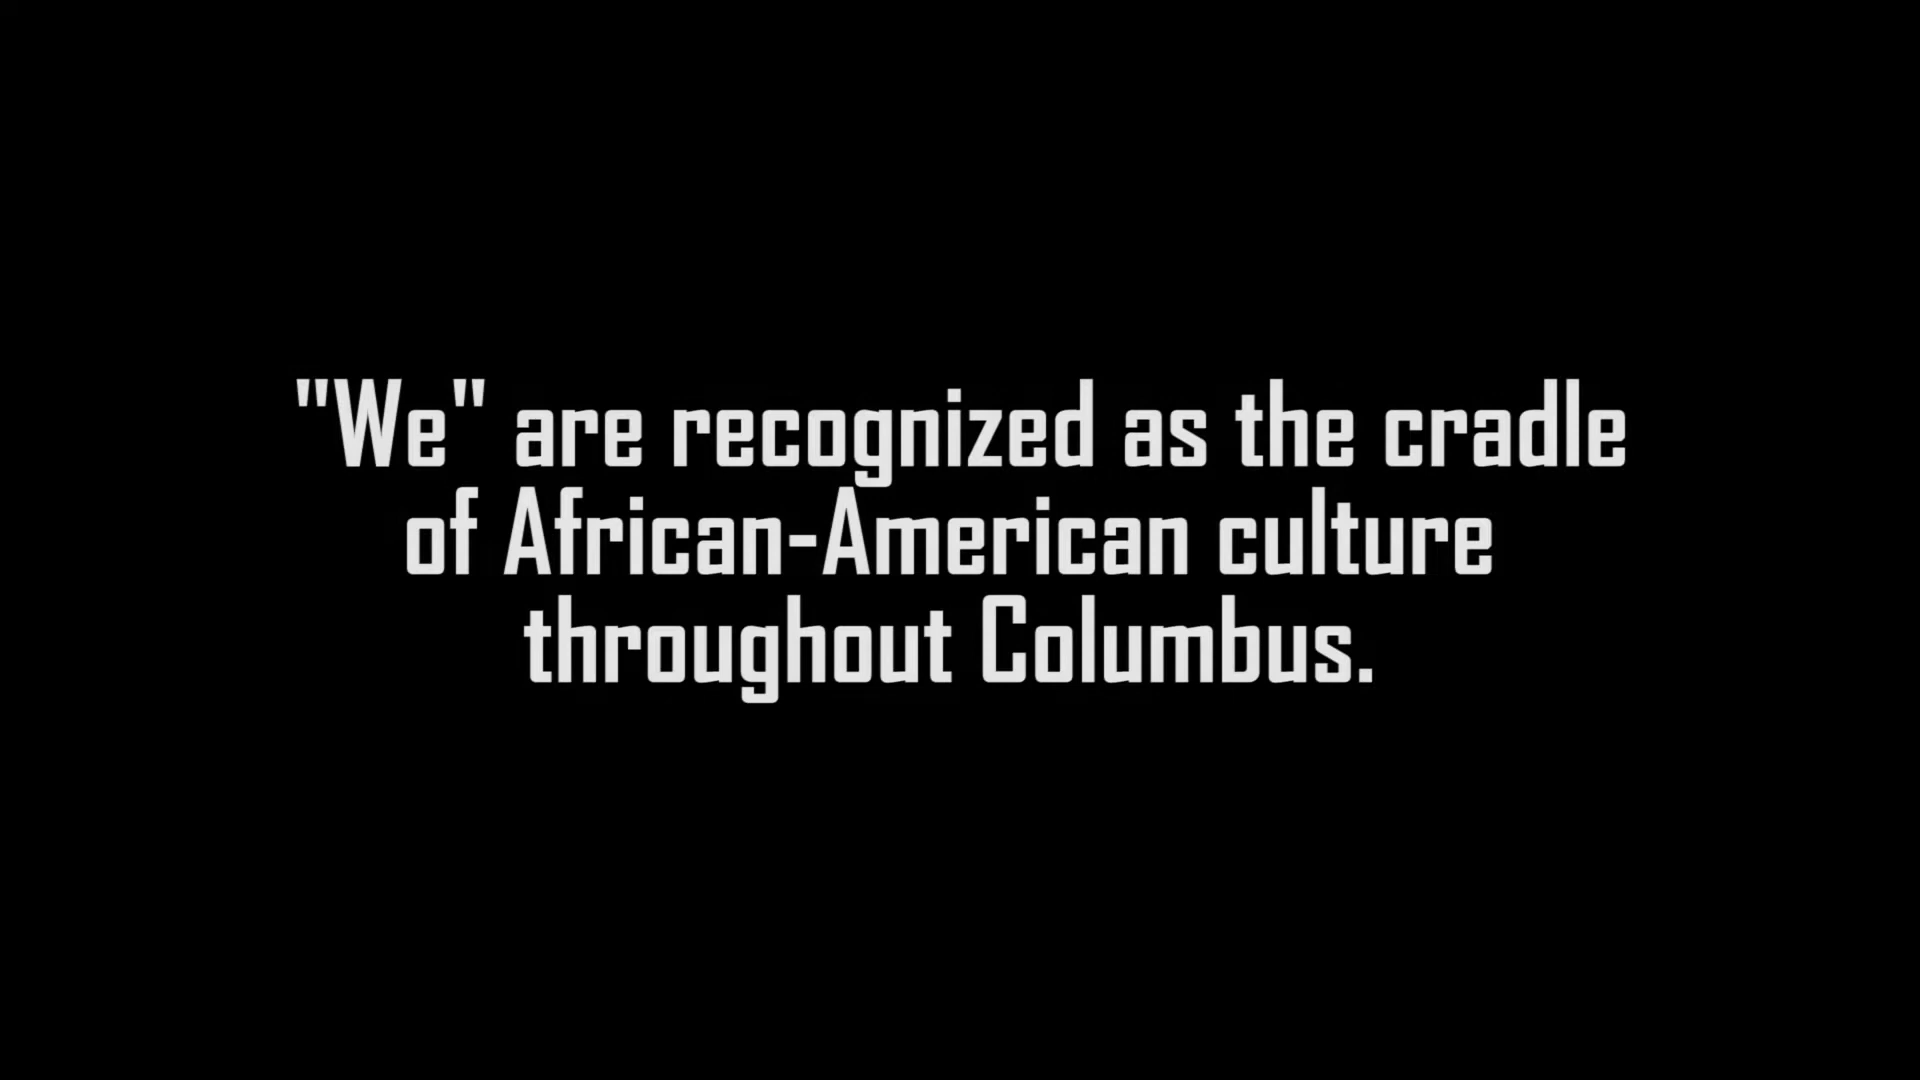 "We" are recognized as the cradle
of African-American culture
throughout Columbus.